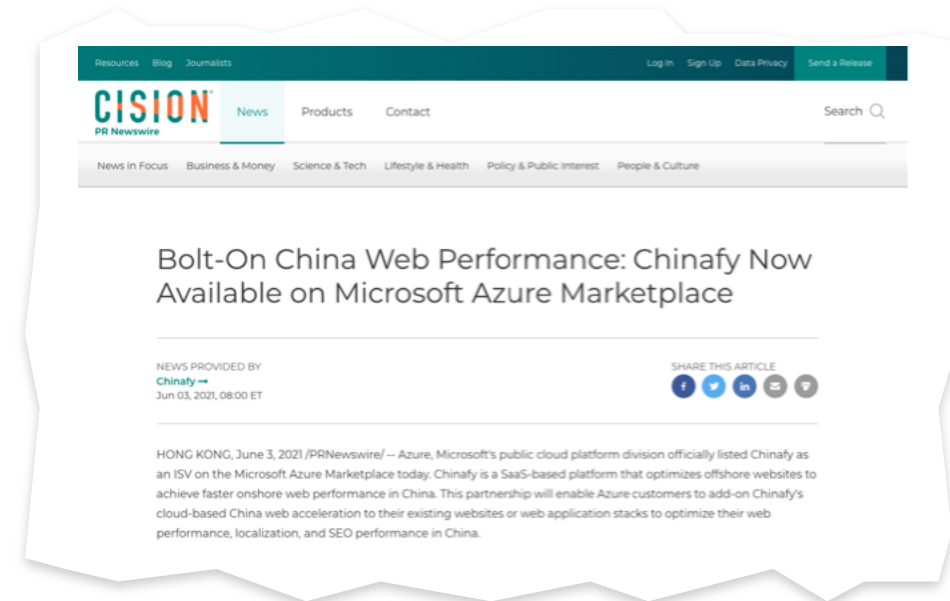 Resources Blog Journalists Log In Sign Up Data Privacy Send a Release
CISION
PR Newswire
News Products Contact Search
News in Focus Business & Money Science & Tech Lifestyle & Health Policy & Public Interest People & Culture
Bolt-On China Web Performance: Chinafy Now
Available on Microsoft Azure Marketplace
NEWS PROVIDED BY
Chinafy
Jun 03, 2021, 08:00 ET
SHARE THIS ARTICLE
HONG KONG, June 3, 2021 /PRNewswire/ -- Azure, Microsoft's public cloud platform division officially listed Chinafy as
an ISV on the Microsoft Azure Marketplace today. Chinafy is a SaaS-based platform that optimizes offshore websites to
achieve faster onshore web performance in China. This partnership will enable Azure customers to add-on Chinafy's
cloud-based China web acceleration to their existing websites or web application stacks to optimize their web
performance, localization, and SEO performance in China.